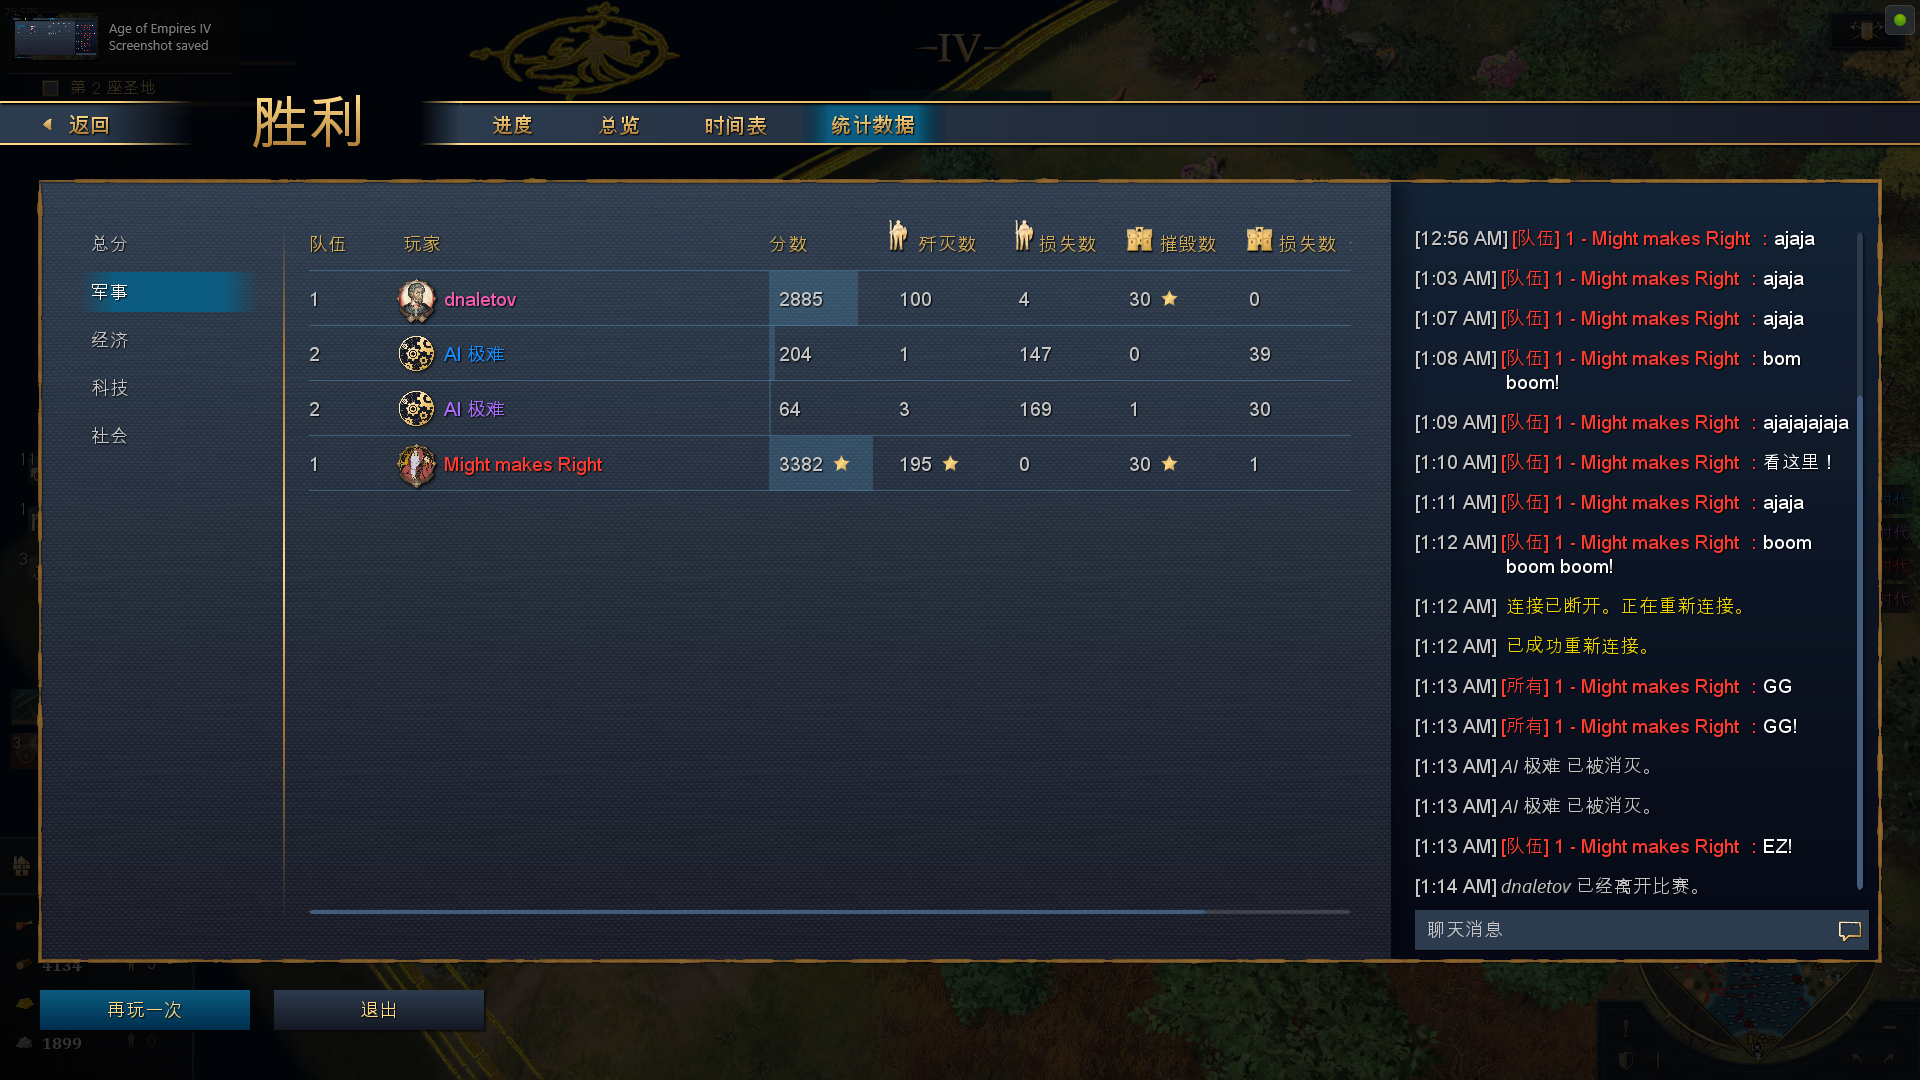 Age of Empires IV
Screenshot saved
第 2 座圣地
IV
返回
胜利
进度
总览
时间表
统计数据
总分
军事
经济
科技
社会
队伍 玩家 分数 歼灭数 损失数 摧毁数 损失数
1 dnaletov 2885 100 4 30 0
2 AI 极难 204 1 147 0 39
2 AI 极难 64 3 169 1 30
1 Might makes Right 3382 195 0 30 1
[12:56 AM] [队伍] 1 - Might makes Right : ajaja
[1:03 AM] [队伍] 1 - Might makes Right : ajaja
[1:07 AM] [队伍] 1 - Might makes Right : ajaja
[1:08 AM] [队伍] 1 - Might makes Right : bom
boom!
[1:09 AM] [队伍] 1 - Might makes Right : ajajajajaja
[1:10 AM] [队伍] 1 - Might makes Right : 看这里！
[1:11 AM] [队伍] 1 - Might makes Right : ajaja
[1:12 AM] [队伍] 1 - Might makes Right : boom
boom boom!
[1:12 AM] 连接已断开。正在重新连接。
[1:12 AM] 已成功重新连接。
[1:13 AM] [所有] 1 - Might makes Right : GG
[1:13 AM] [所有] 1 - Might makes Right : GG!
[1:13 AM] AI 极难 已被消灭。
[1:13 AM] AI 极难 已被消灭。
[1:13 AM] [队伍] 1 - Might makes Right : EZ!
[1:14 AM] dnaletov 已经离开比赛。
聊天消息
4134
再玩一次
退出
1899 0